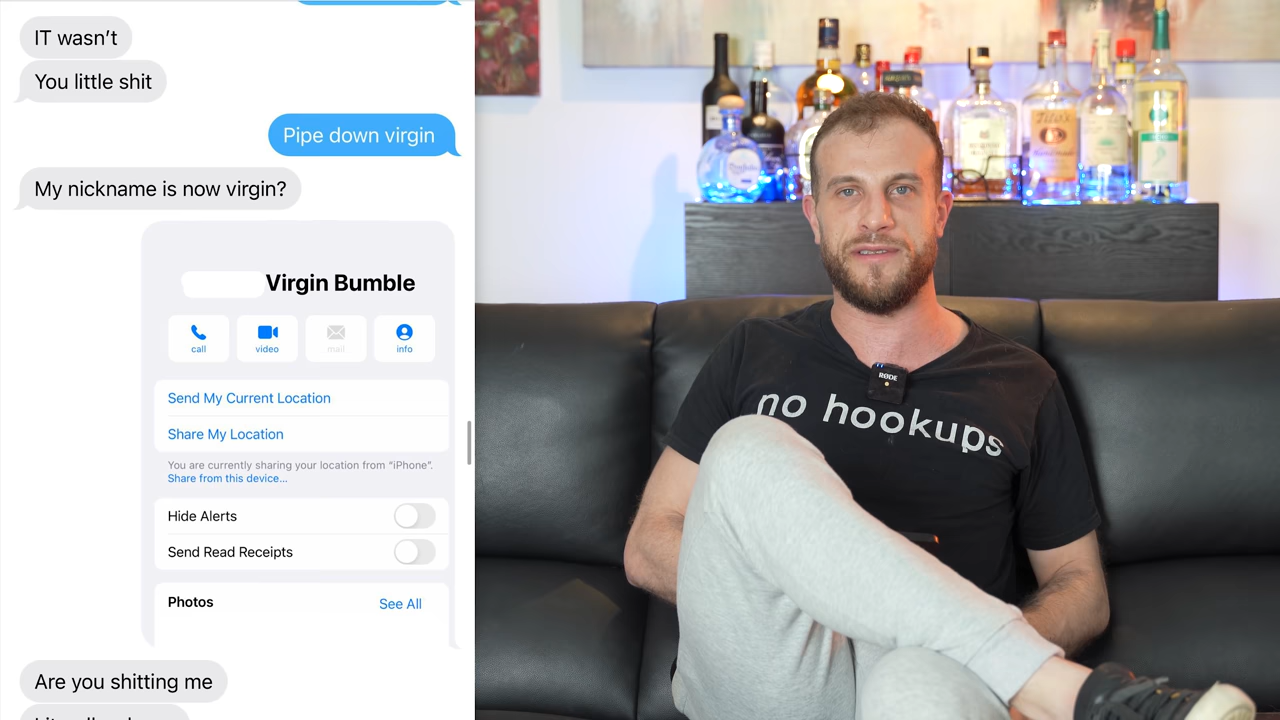 IT wasn't
You little shit
Pipe down virgin
My nickname is now virgin?
Virgin Bumble
call
video
mail
info
Send My Current Location
Share My Location
You are currently sharing your location from “iPhone”.
Share from this device...
Hide Alerts
Send Read Receipts
Photos
See All
Are you shitting me
RØDE
no hookups
Tito's